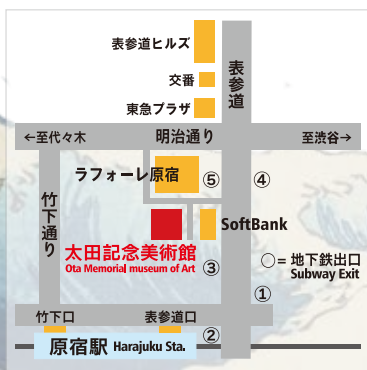 表参道ヒルズ
交番
表参道
東急プラザ
←至代々木
明治通り
至渋谷→
ラフォーレ原宿
⑤
④
竹下通り
SoftBank
太田記念美術館
Ota Memorial museum of Art
③
○=地下鉄出口
Subway Exit
①
竹下口
表参道口
②
原宿駅 Harajuku Sta.